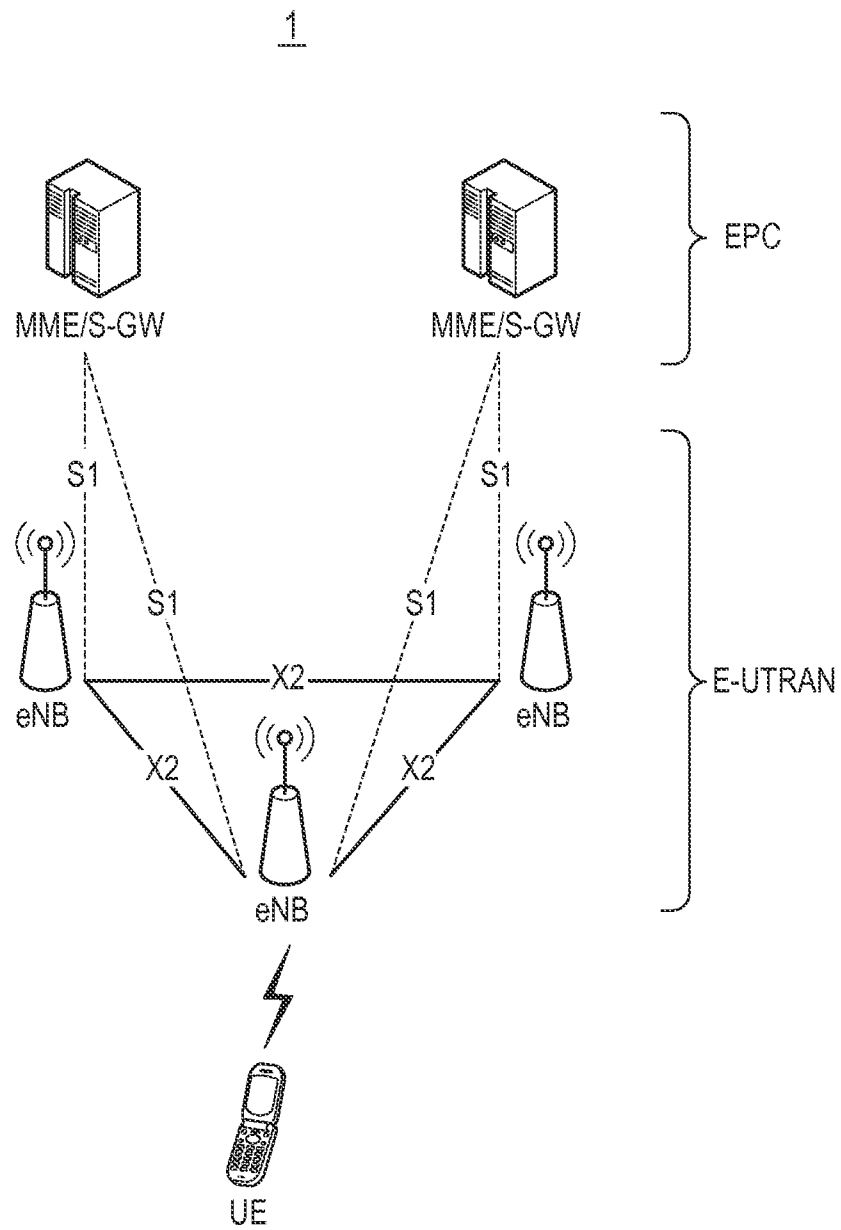 1
EPC
MME/S-GW
MME/S-GW
S1
S1
S1
S1
X2
E-UTRAN
eNB
eNB
X2
X2
eNB
UE